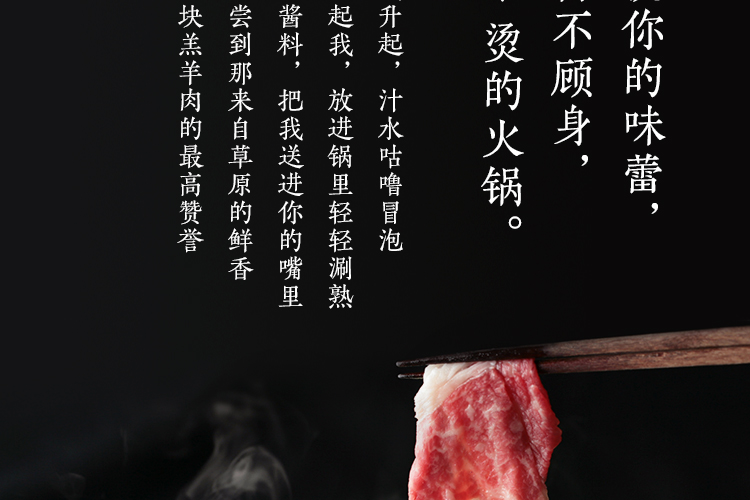 你的味蕾，
不顾身，
烫的火锅。
升起，汁水咕噜冒泡
起我，放进锅里轻轻涮熟
酱料，把我送进你的嘴里
尝到那来自草原的鲜香
块羔羊肉的最高赞誉